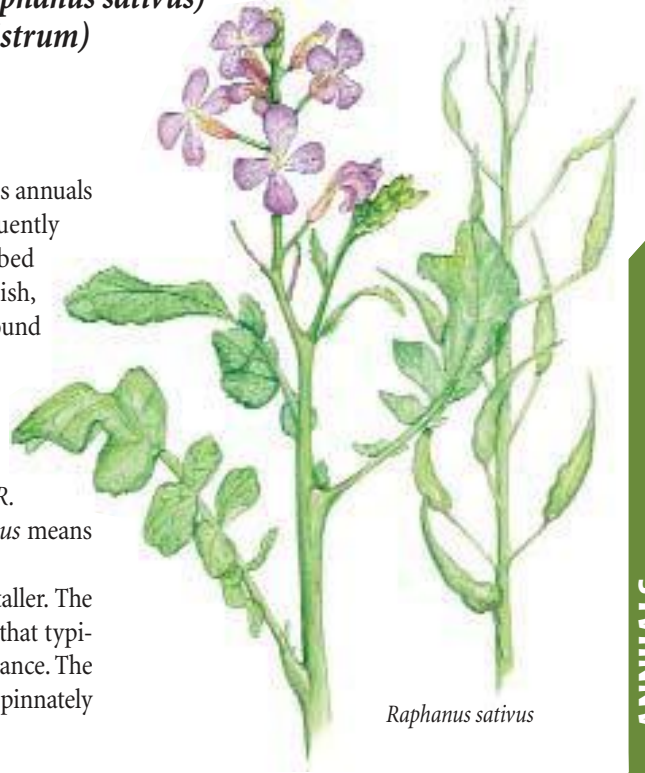 phanus sativus)
strum)
s annuals
uently
bed
ish,
ound
R.
us means
taller. The
that typi-
ance. The
pinnately
Raphanus sativus
ANNUALS